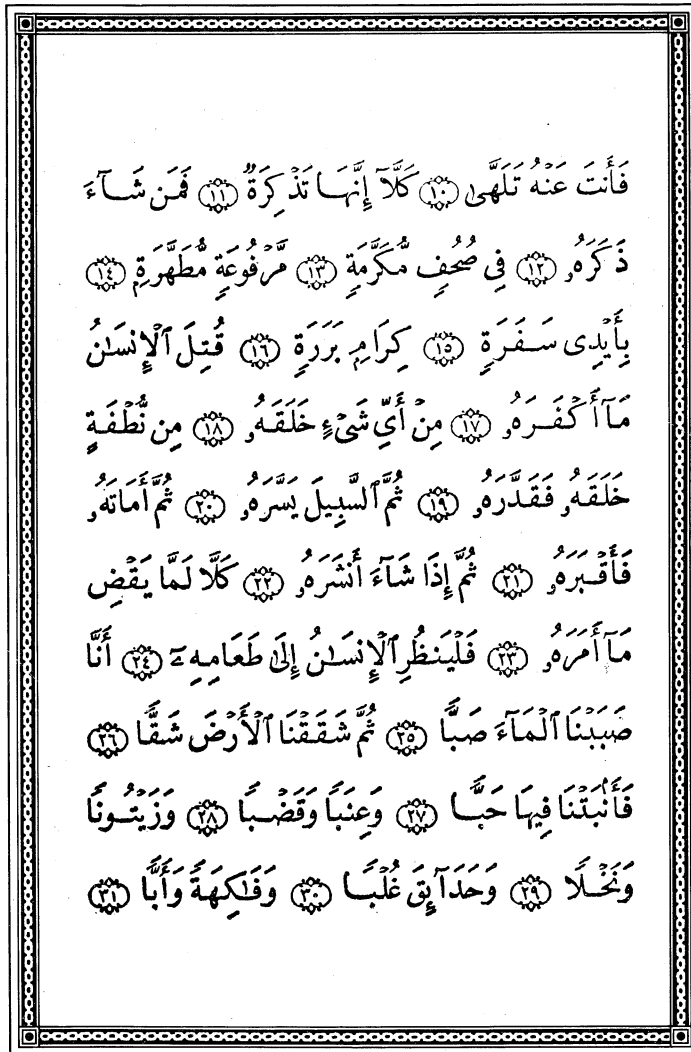 فَأَنتَ عَنْهُ تَلَهَّىٰ ١٠ كَلَّآ إِنَّهَا تَذْكِرَةٌ ١١ فَمَن شَآءَ
ذَكَرَهُۥ ١٢ فِى صُحُفٍ مُّكَرَّمَةٍ ١٣ مَّرْفُوعَةٍ مُّطَهَّرَةٍۭ ١٤
بِأَيْدِى سَفَرَةٍ ١٥ كِرَامٍۭ بَرَرَةٍ ١٦ قُتِلَ ٱلْإِنسَٰنُ
مَآ أَكْفَرَهُۥ ١٧ مِنْ أَىِّ شَىْءٍ خَلَقَهُۥ ١٨ مِن نُّطْفَةٍ
خَلَقَهُۥ فَقَدَّرَهُۥ ١٩ ثُمَّ ٱلسَّبِيلَ يَسَّرَهُۥ ٢٠ ثُمَّ أَمَاتَهُۥ
فَأَقْبَرَهُۥ ٢١ ثُمَّ إِذَا شَآءَ أَنشَرَهُۥ ٢٢ كَلَّا لَمَّا يَقْضِ
مَآ أَمَرَهُۥ ٢٣ فَلْيَنظُرِ ٱلْإِنسَٰنُ إِلَىٰ طَعَامِهِۦٓ ٢٤ أَنَّا
صَبَبْنَا ٱلْمَآءَ صَبًّا ٢٥ ثُمَّ شَقَقْنَا ٱلْأَرْضَ شَقًّا ٢٦
فَأَنۢبَتْنَا فِيهَا حَبًّا ٢٧ وَعِنَبًا وَقَضْبًا ٢٨ وَزَيْتُونًا
وَنَخْلًا ٢٩ وَحَدَآئِقَ غُلْبًا ٣٠ وَفَٰكِهَةً وَأَبًّا ٣١